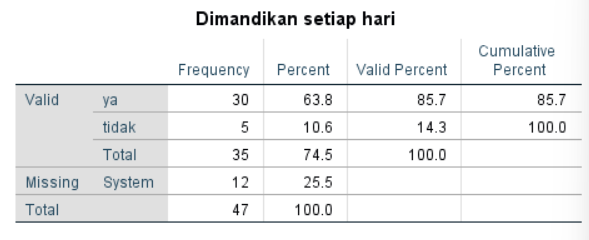 Dimandikan setiap hari
Frequency Percent Valid Percent Cumulative Percent
Valid ya 30 63.8 85.7 85.7
tidak 5 10.6 14.3 100.0
Total 35 74.5 100.0
Missing System 12 25.5
Total 47 100.0